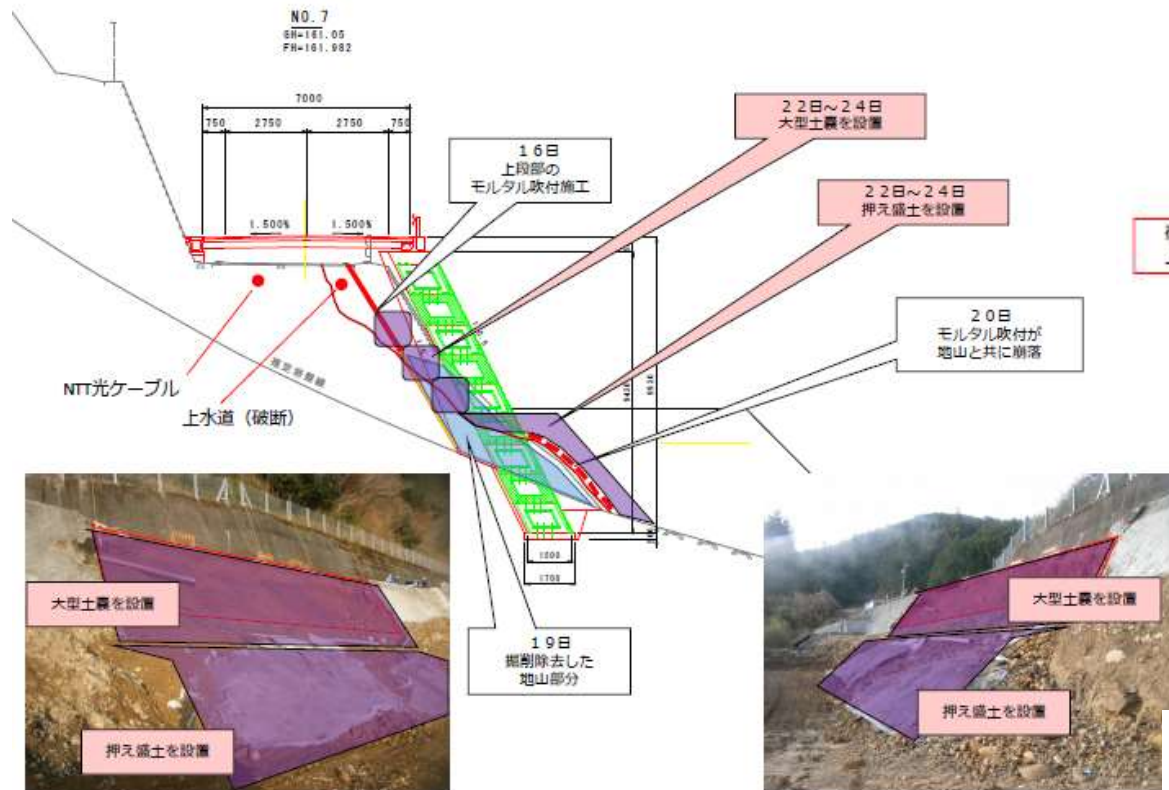 NO.7
GH=161.05
FH=161.982
7000
750
2750
2750
750
1.500%
1.500%
16日
上段部の
モルタル吹付施工
22日~24日
大型土嚢を設置
22日~24日
押え盛土を設置
20日
モルタル吹付が
地山と共に崩落
NTT光ケーブル
上水道(破断)
推定岩盤線
1500
1700
19日
掘削除去した
地山部分
大型土嚢を設置
押え盛土を設置
大型土嚢を設置
押え盛土を設置